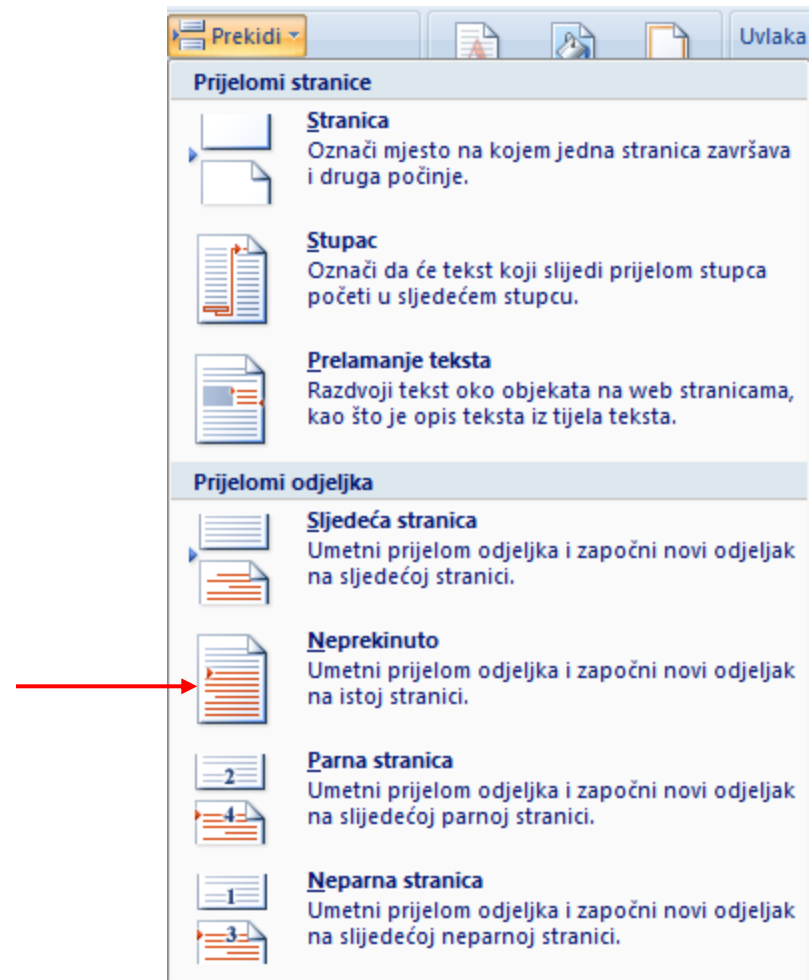 Prekidi
Uvlaka
Prijelomi stranice
Stranica
Označi mjesto na kojem jedna stranica završava
i druga počinje.
Stupac
Označi da će tekst koji slijedi prijelom stupca
početi u sljedećem stupcu.
Prelamanje teksta
Razdvoji tekst oko objekata na web stranicama,
kao što je opis teksta iz tijela teksta.
Prijelomi odjeljka
Sljedeća stranica
Umetni prijelom odjeljka i započni novi odjeljak
na sljedećoj stranici.
Neprekinuto
Umetni prijelom odjeljka i započni novi odjeljak
na istoj stranici.
Parna stranica
2
Umetni prijelom odjeljka i započni novi odjeljak
4
na slijedećoj parnoj stranici.
Neparna stranica
1
Umetni prijelom odjeljka i započni novi odjeljak
3
na slijedećoj neparnoj stranici.